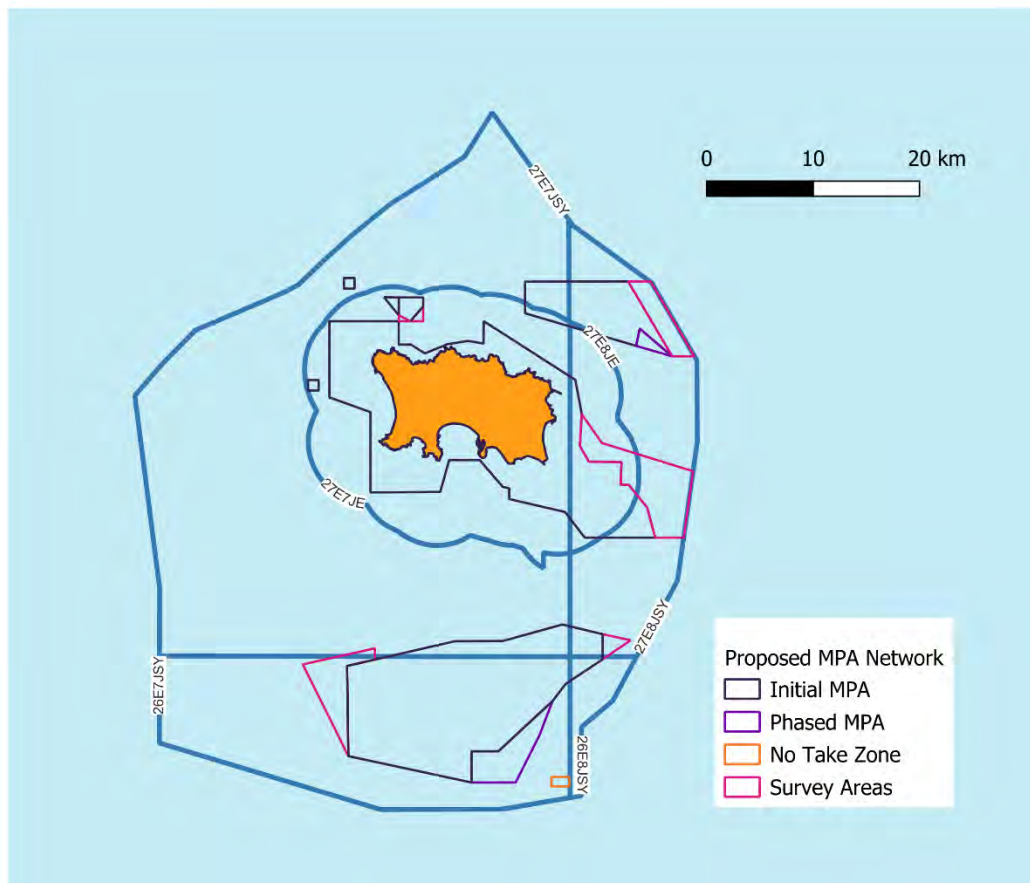 27E7JSY
0 10 20 km
27E8JE
27E7JE
27E8JSY
26E7JSY
26E8JSY
Proposed MPA Network
Initial MPA
Phased MPA
No Take Zone
Survey Areas